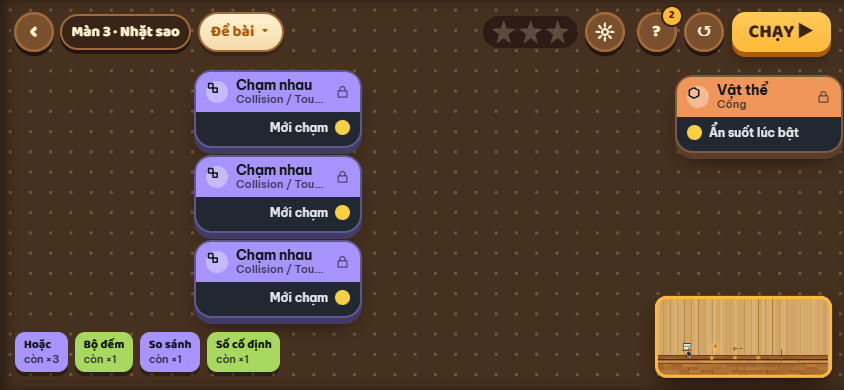 Màn 3 · Nhặt sao
Đề bài
2
?
CHẠY
Chạm nhau
Collision / Tou...
Mới chạm
Chạm nhau
Collision / Tou...
Mới chạm
Chạm nhau
Collision / Tou...
Mới chạm
Vật thể
Cổng
Ẩn suốt lúc bật
Hoặc
còn ×3
Bộ đếm
còn ×1
So sánh
còn ×1
Số cố định
còn ×1